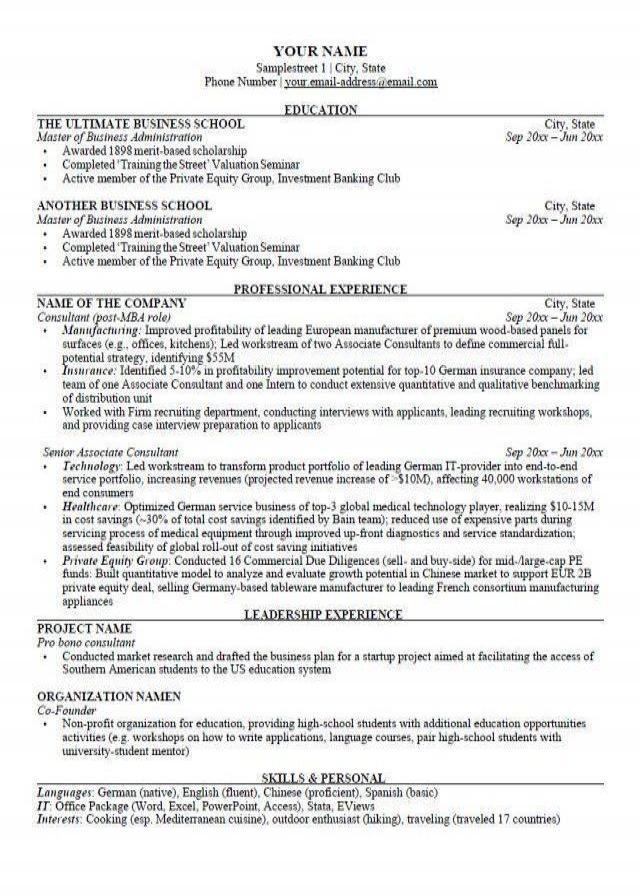 YOUR NAME
Samplestreet 1 | City, State
Phone Number | your.email-address@email.com
EDUCATION
THE ULTIMATE BUSINESS SCHOOL City, State
Master of Business Administration Sep 20xx – Jun 20xx
• Awarded 1898 merit-based scholarship
• Completed 'Training the Street' Valuation Seminar
• Active member of the Private Equity Group, Investment Banking Club
ANOTHER BUSINESS SCHOOL City, State
Master of Business Administration Sep 20xx – Jun 20xx
• Awarded 1898 merit-based scholarship
• Completed 'Training the Street' Valuation Seminar
• Active member of the Private Equity Group, Investment Banking Club
PROFESSIONAL EXPERIENCE
NAME OF THE COMPANY City, State
Consultant (post-MBA role) Sep 20xx – Jun 20xx
• Manufacturing: Improved profitability of leading European manufacturer of premium wood-based panels for
surfaces (e.g., offices, kitchens); Led workstream of two Associate Consultants to define commercial full-
potential strategy, identifying $55M
• Insurance: Identified 5-10% in profitability improvement potential for top-10 German insurance company; led
team of one Associate Consultant and one Intern to conduct extensive quantitative and qualitative benchmarking
of distribution unit
• Worked with Firm recruiting department, conducting interviews with applicants, leading recruiting workshops,
and providing case interview preparation to applicants
Senior Associate Consultant Sep 20xx – Jun 20xx
• Technology: Led workstream to transform product portfolio of leading German IT-provider into end-to-end
service portfolio, increasing revenues (projected revenue increase of >$10M), affecting 40,000 workstations of
end consumers
• Healthcare: Optimized German service business of top-3 global medical technology player, realizing $10-15M
in cost savings (~30% of total cost savings identified by Bain team); reduced use of expensive parts during
servicing process of medical equipment through improved up-front diagnostics and service standardization;
assessed feasibility of global roll-out of cost saving initiatives
• Private Equity Group: Conducted 16 Commercial Due Diligences (sell- and buy-side) for mid-/large-cap PE
funds: Built quantitative model to analyze and evaluate growth potential in Chinese market to support EUR 2B
private equity deal, selling Germany-based tableware manufacturer to leading French consortium manufacturing
appliances
LEADERSHIP EXPERIENCE
PROJECT NAME
Pro bono consultant
• Conducted market research and drafted the business plan for a startup project aimed at facilitating the access of
Southern American students to the US education system
ORGANIZATION NAMEN
Co-Founder
• Non-profit organization for education, providing high-school students with additional education opportunities
activities (e.g. workshops on how to write applications, language courses, pair high-school students with
university-student mentor)
SKILLS & PERSONAL
Languages: German (native), English (fluent), Chinese (proficient), Spanish (basic)
IT: Office Package (Word, Excel, PowerPoint, Access), Stata, EViews
Interests: Cooking (esp. Mediterranean cuisine), outdoor enthusiast (hiking), traveling (traveled 17 countries)